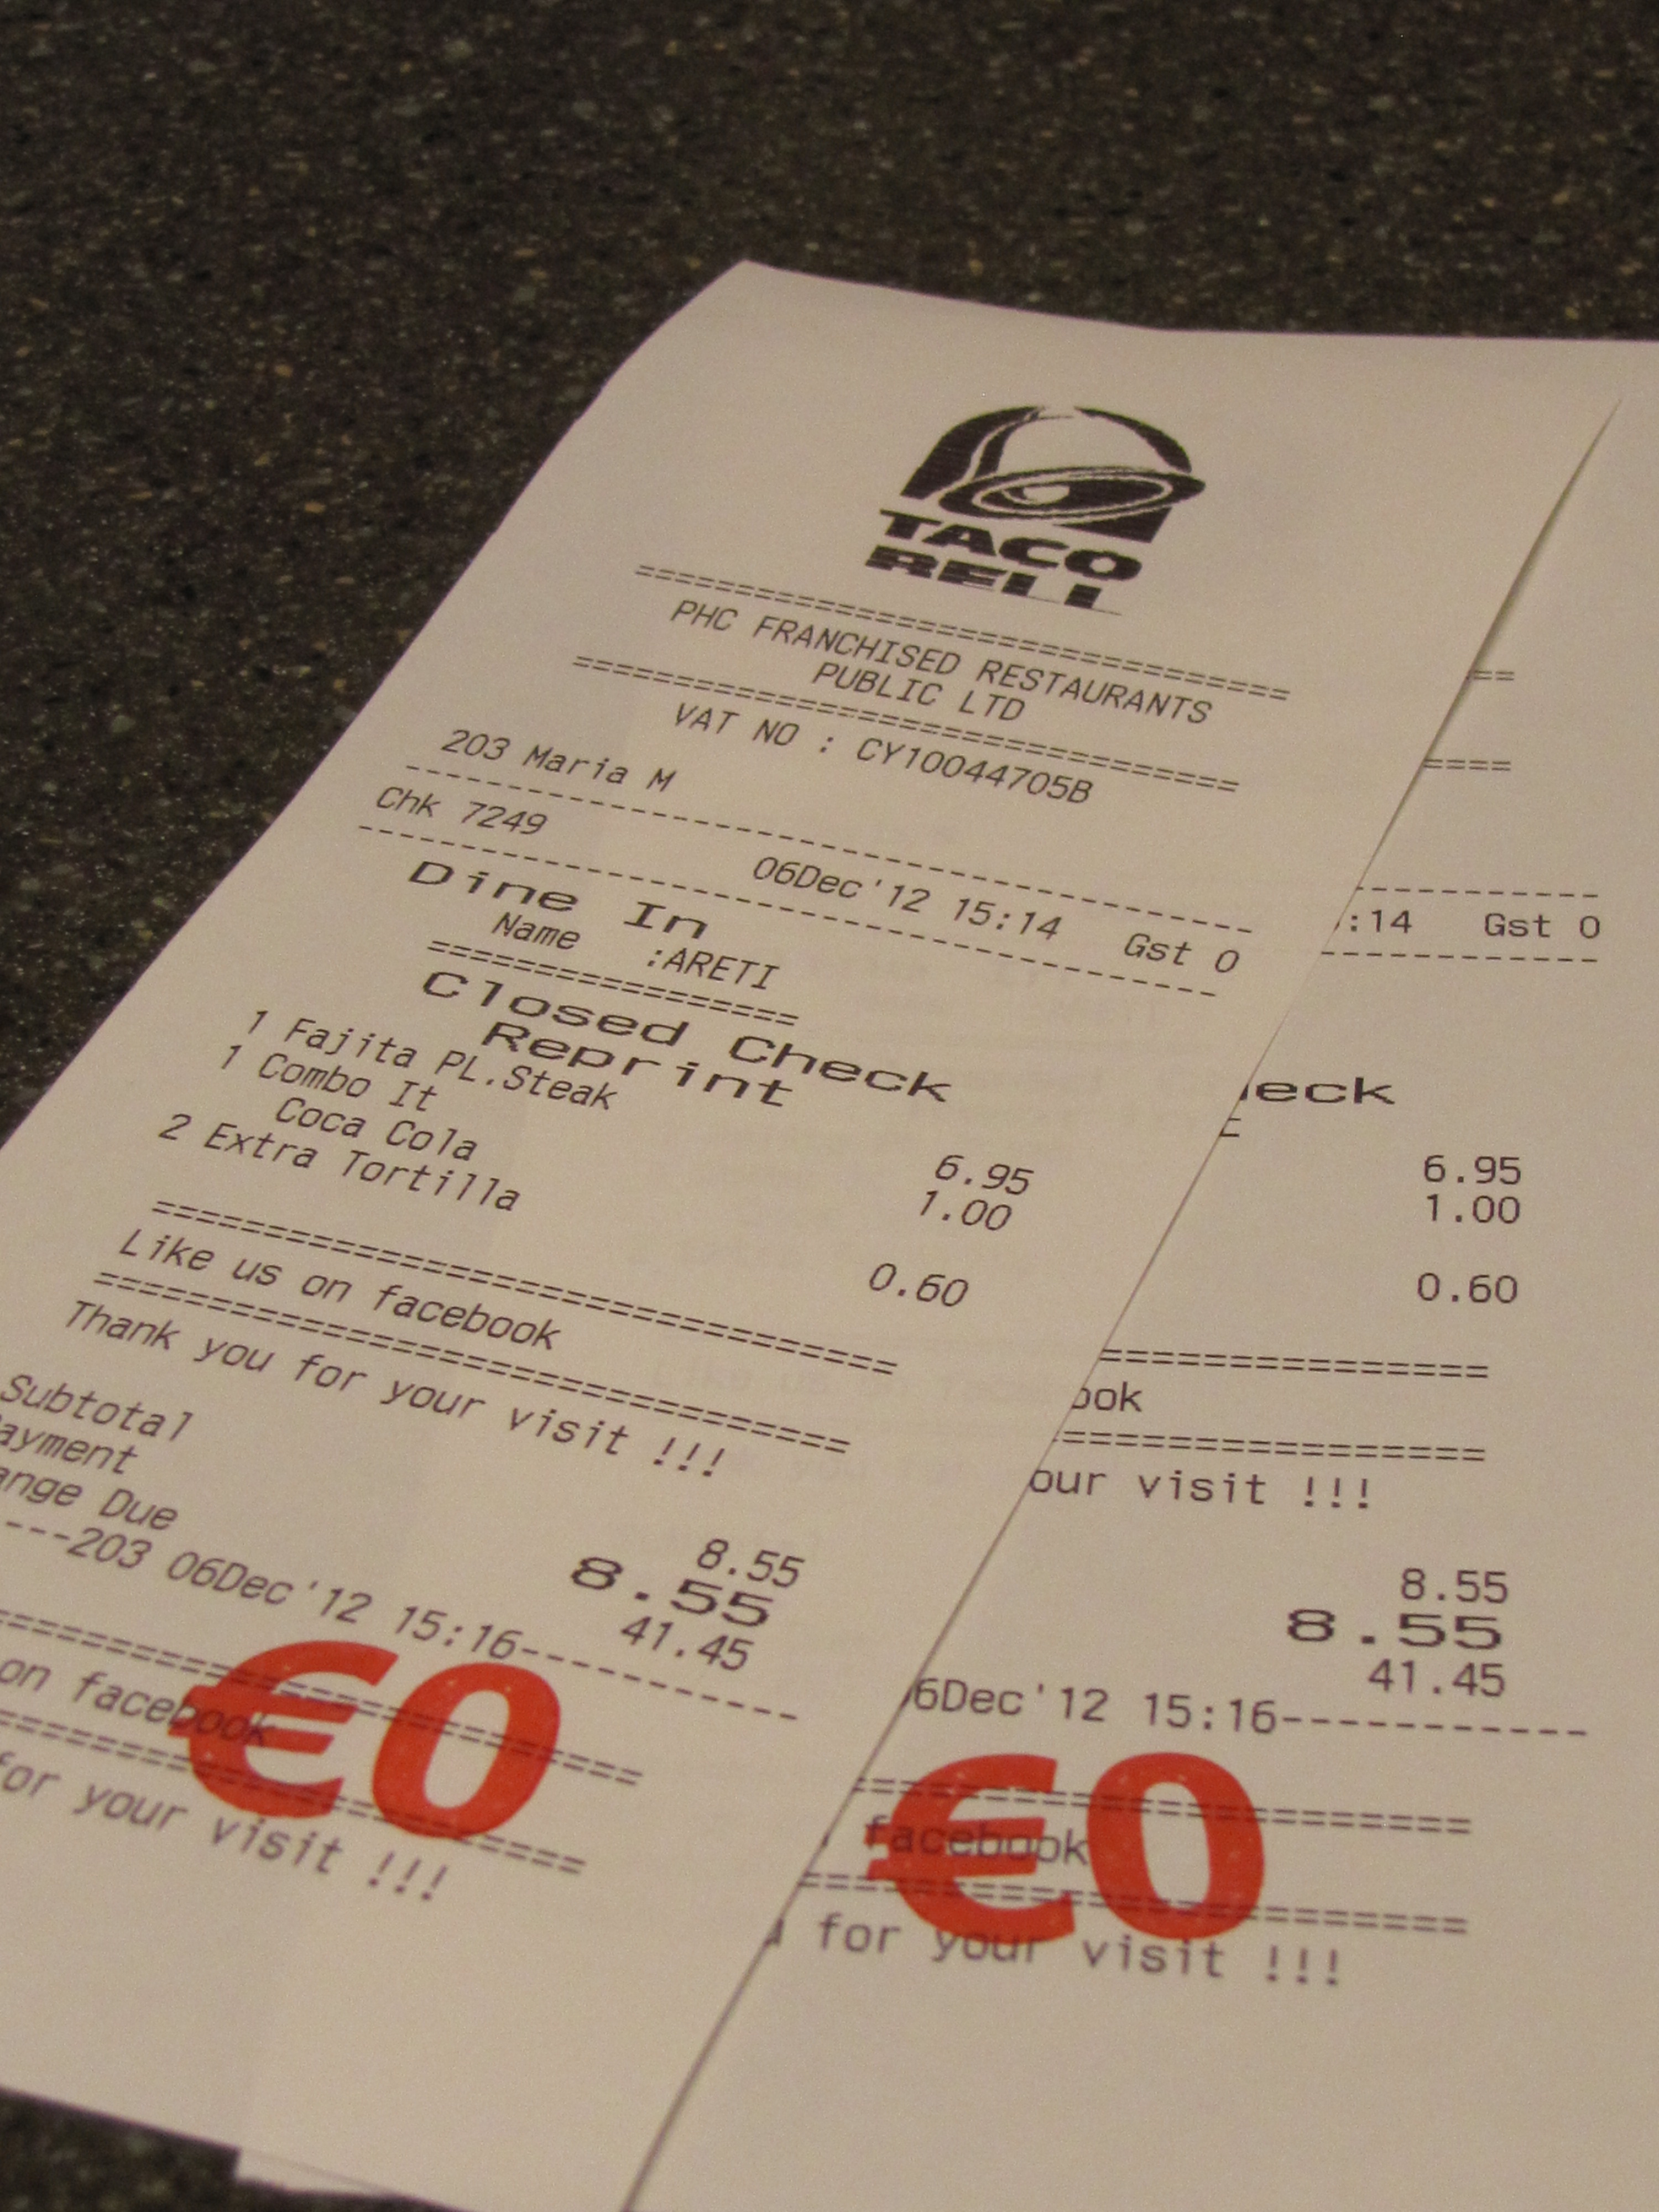 TACO
BELL
==============================
PHC FRANCHISED RESTAURANTS
PUBLIC LTD
==============================
VAT NO : CY10044705B
203 Maria M
Chk 7249 06Dec'12 15:14 Gst 0
Dine In
Name :ARETI
================
Closed Check
Reprint
1 Fajita PL.Steak 6.95
1 Combo It 1.00
Coca Cola
2 Extra Tortilla 0.60
==============================
Like us on facebook
==============================
Thank you for your visit !!!
Subtotal 8.55
ayment 8.55
ange Due 41.45
---203 06Dec'12 15:16-----------
on facebook
for your visit !!!
€0
:14 Gst 0
eck
6.95
1.00
0.60
ook
our visit !!!
8.55
8.55
41.45
6Dec'12 15:16-----------
facebook
for your visit !!!
€0